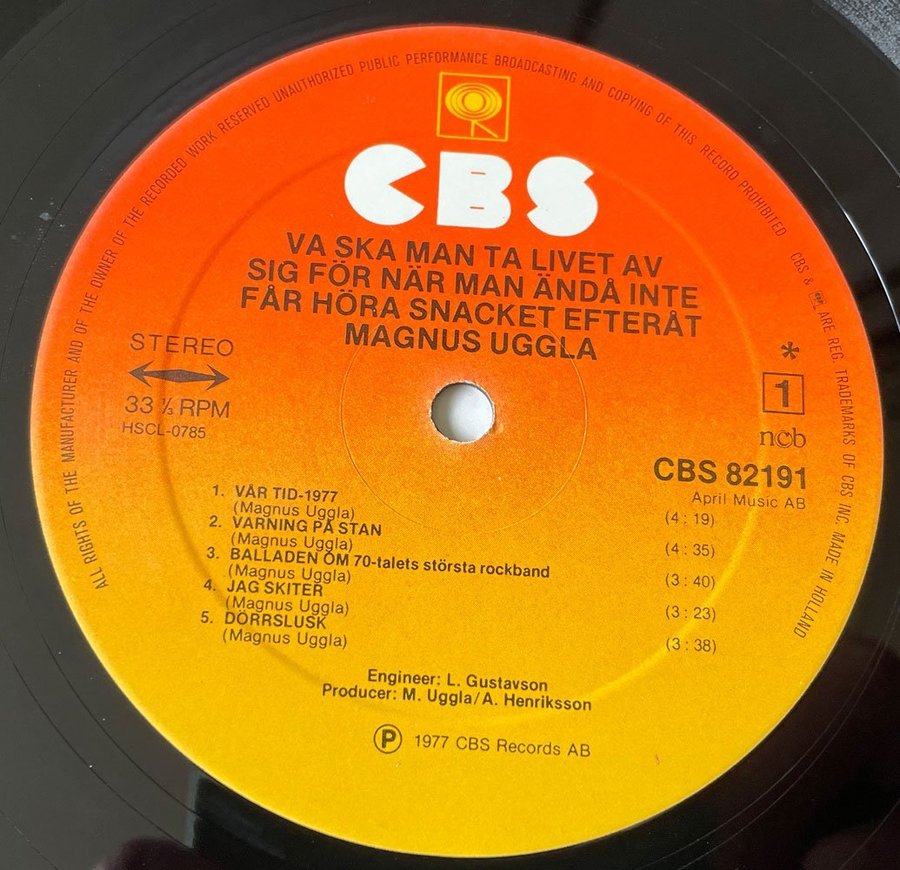 ALL RIGHTS OF THE MANUFACTURER AND OF THE OWNER OF THE RECORDED WORK RESERVED UNAUTHORIZED PUBLIC PERFORMANCE BROADCASTING AND COPYING OF THIS RECORD PROHIBITED
CBS & ARE REG. TRADEMARKS OF CBS INC. MADE IN HOLLAND
CBS
VA SKA MAN TA LIVET AV
SIG FÖR NÄR MAN ÄNDÅ INTE
FÅR HÖRA SNACKET EFTERÅT
MAGNUS UGGLA
STEREO
33 ⅓ RPM
HSCL-0785
*
1
ncb
CBS 82191
April Music AB
1. VÅR TID-1977
(Magnus Uggla) (4 : 19)
2. VARNING PÅ STAN
(Magnus Uggla) (4 : 35)
3. BALLADEN OM 70-talets största rockband
(Magnus Uggla) (3 : 40)
4. JAG SKITER
(Magnus Uggla) (3 : 23)
5. DÖRRSLUSK
(Magnus Uggla) (3 : 38)
Engineer: L. Gustavson
Producer: M. Uggla/A. Henriksson
Ⓟ 1977 CBS Records AB